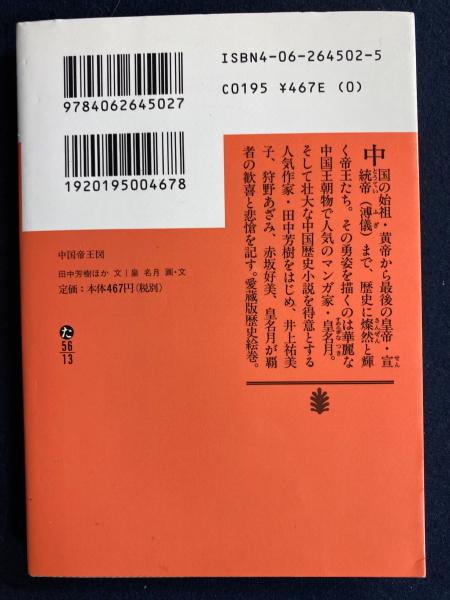 ISBN4-06-264502-5
C0195 ¥467E (0)
9784062645027
1920195004678
中国の始祖・黄帝から最後の皇帝・宣
統帝（溥儀）まで、歴史に燦然と輝
く帝王たち。その勇姿を描くのは華麗な
中国王朝物で人気のマンガ家・皇名月。
そして壮大な中国歴史小説を得意とする
人気作家・田中芳樹をはじめ、井上祐美
子、狩野あざみ、赤坂好美、皇名月が覇
者の歓喜と悲愴を記す。愛蔵版歴史絵巻。
中国帝王図
田中芳樹ほか 文|皇 名月 画・文
定価：本体467円（税別）
た
56
13